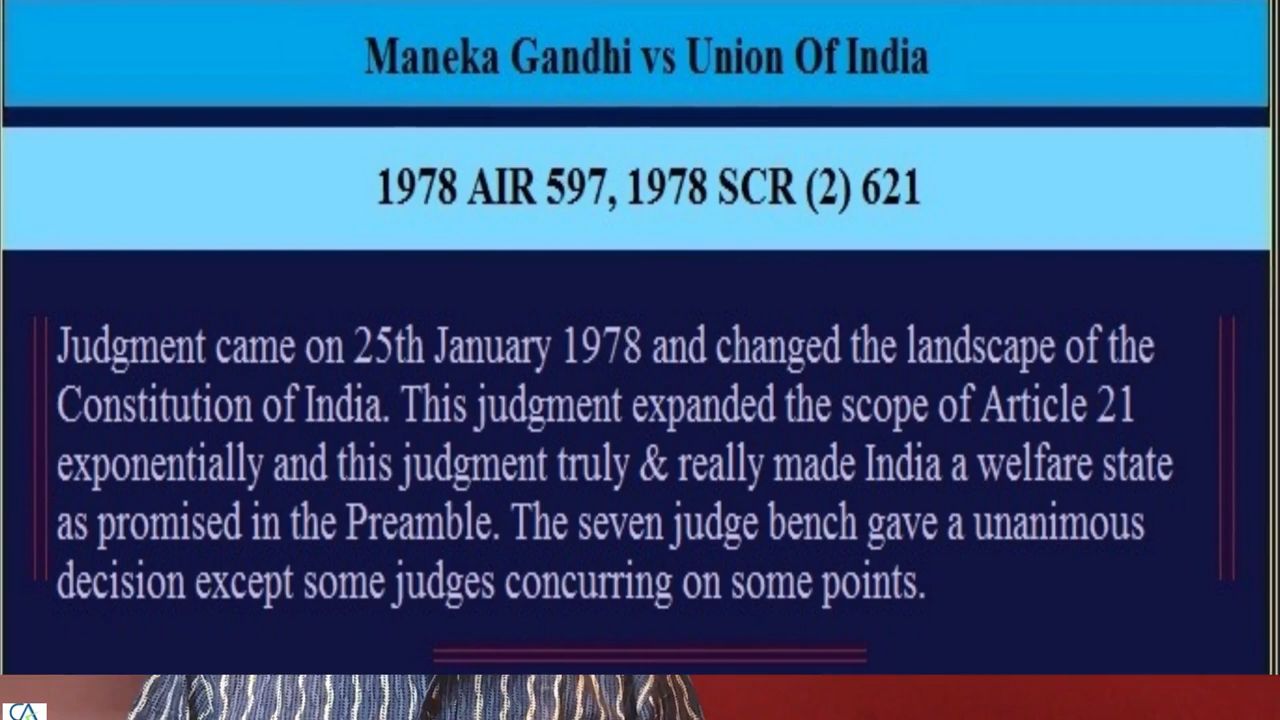 Maneka Gandhi vs Union Of India
1978 AIR 597, 1978 SCR (2) 621
Judgment came on 25th January 1978 and changed the landscape of the
Constitution of India. This judgment expanded the scope of Article 21
exponentially and this judgment truly & really made India a welfare state
as promised in the Preamble. The seven judge bench gave a unanimous
decision except some judges concurring on some points.
CA